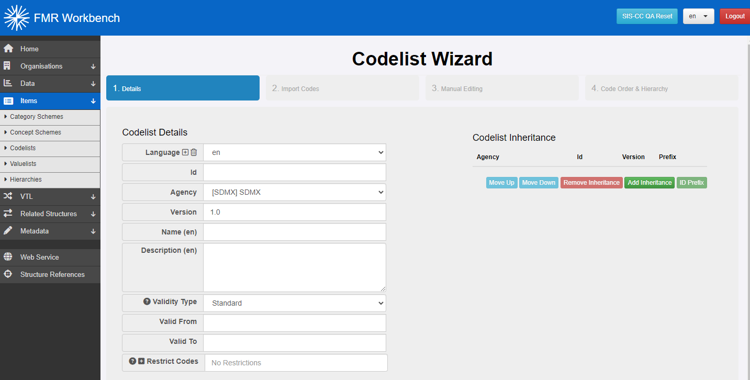 FMR Workbench
SIS-CC QA Reset
en
Logout
Home
Organisations
Data
Items
Category Schemes
Concept Schemes
Codelists
Valuelists
Hierarchies
VTL
Related Structures
Metadata
Web Service
Structure References
Codelist Wizard
1. Details
2. Import Codes
3. Manual Editing
4. Code Order & Hierarchy
Codelist Details
Language en
Id
Agency [SDMX] SDMX
Version 1.0
Name (en)
Description (en)
Validity Type Standard
Valid From
Valid To
Restrict Codes No Restrictions
Codelist Inheritance
Agency Id Version Prefix
Move Up Move Down Remove Inheritance Add Inheritance ID Prefix